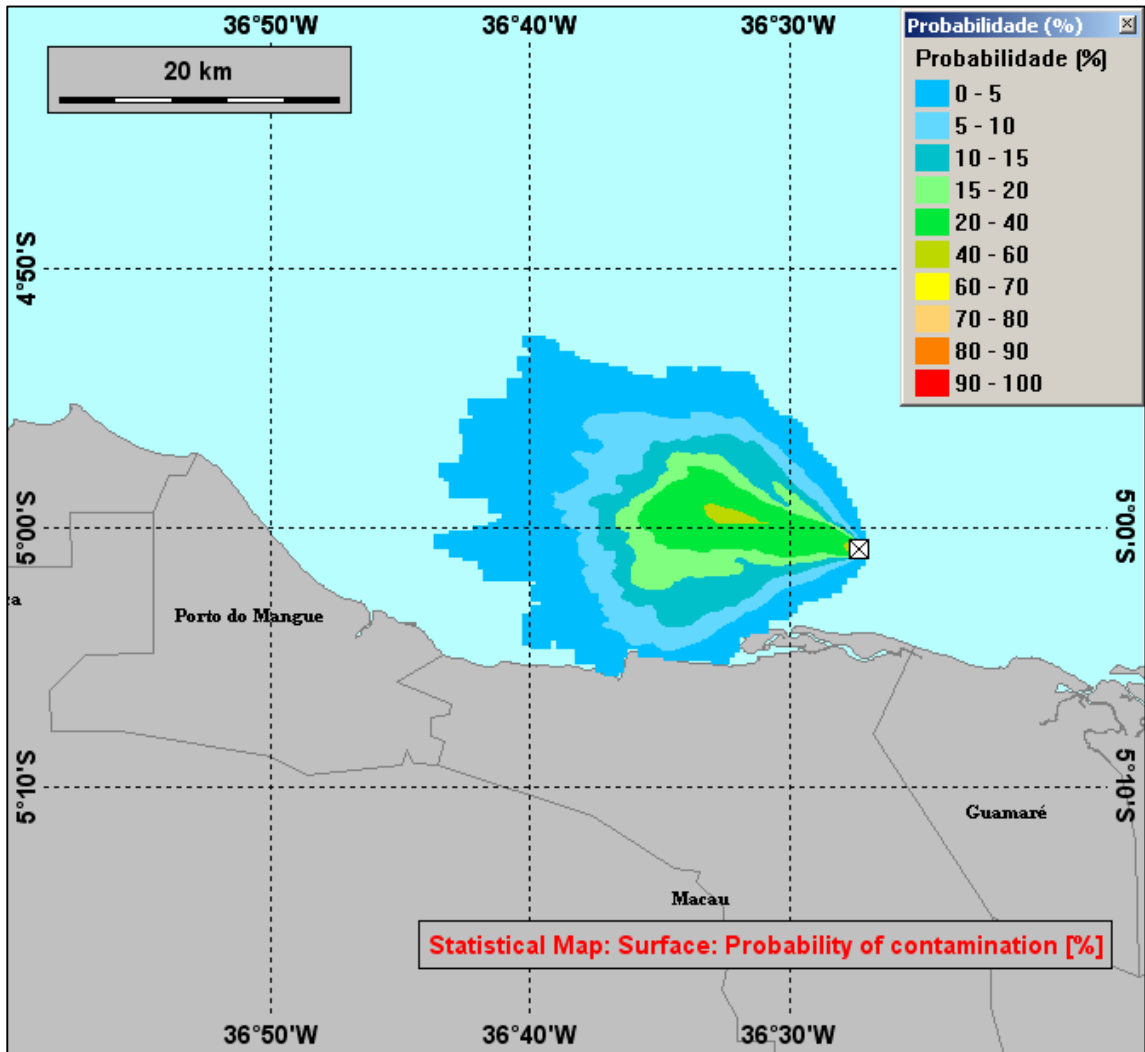 36°50'W
36°40'W
36°30'W
Probabilidade (%)
20 km
Probabilidade [%]
0 - 5
5 - 10
10 - 15
15 - 20
20 - 40
40 - 60
60 - 70
70 - 80
80 - 90
90 - 100
4°50'S
5°00'S
5°00'S
ca
Porto do Mangue
5°10'S
5°10'S
Guamaré
Macau
Statistical Map: Surface: Probability of contamination [%]
36°50'W
36°40'W
36°30'W